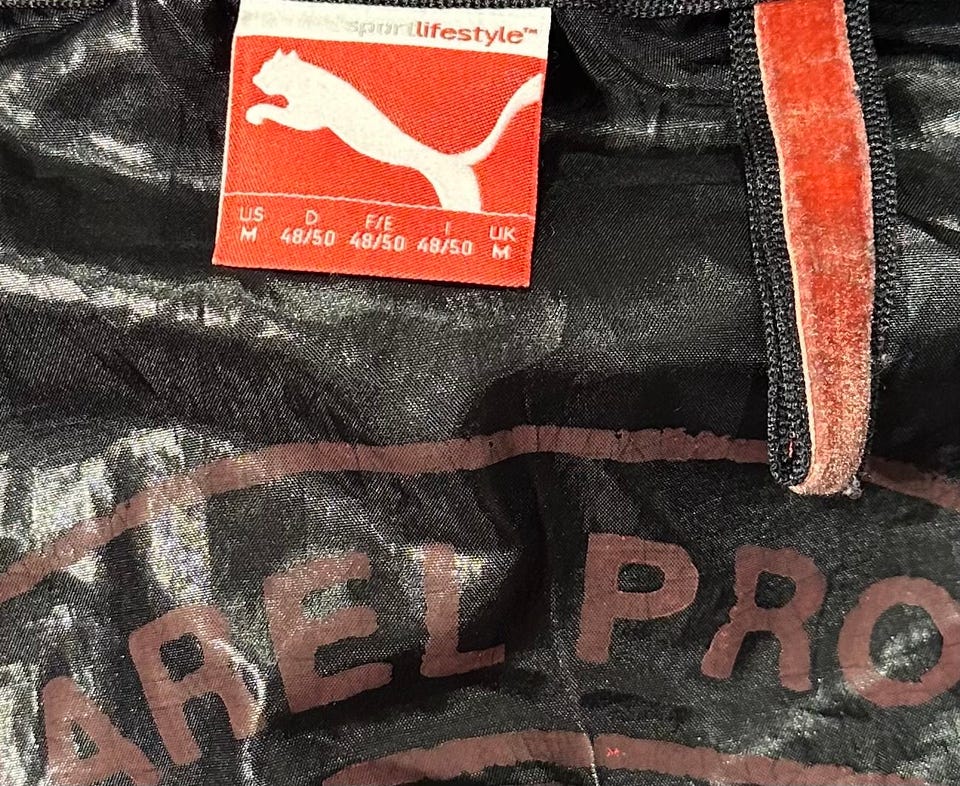 sportlifestyle™
US D F/E I UK
M 48/50 48/50 48/50 M
AREL PRO